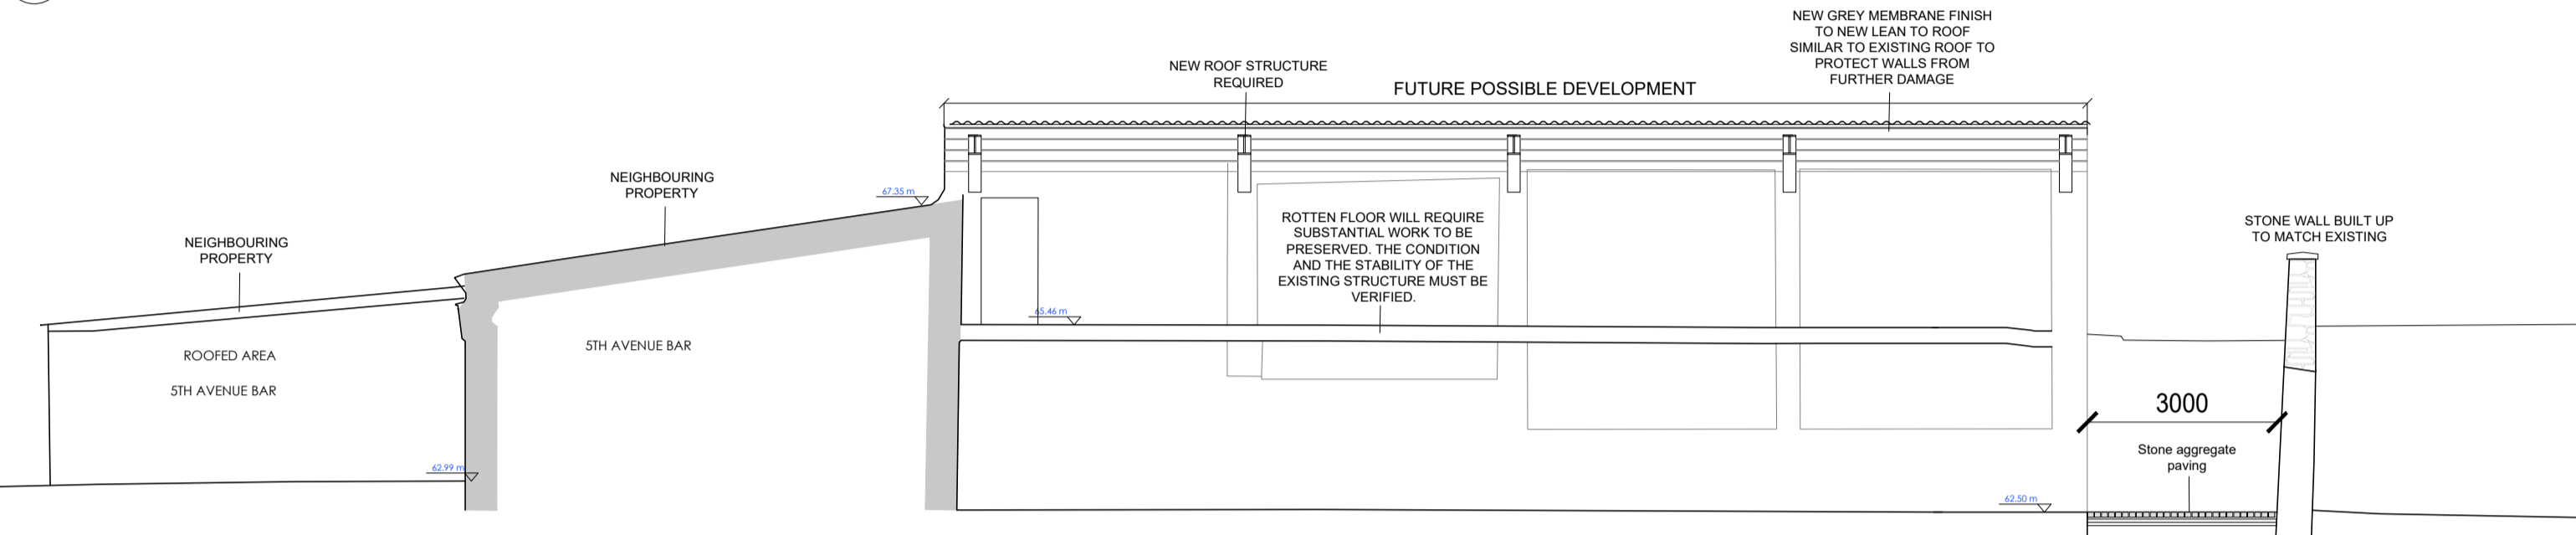 NEW GREY MEMBRANE FINISH
TO NEW LEAN TO ROOF
SIMILAR TO EXISTING ROOF TO
PROTECT WALLS FROM
FURTHER DAMAGE
NEW ROOF STRUCTURE
REQUIRED
FUTURE POSSIBLE DEVELOPMENT
NEIGHBOURING
PROPERTY
67.35 m
NEIGHBOURING
PROPERTY
ROTTEN FLOOR WILL REQUIRE
SUBSTANTIAL WORK TO BE
PRESERVED. THE CONDITION
AND THE STABILITY OF THE
EXISTING STRUCTURE MUST BE
VERIFIED.
STONE WALL BUILT UP
TO MATCH EXISTING
65.46 m
ROOFED AREA
5TH AVENUE BAR
5TH AVENUE BAR
3000
Stone aggregate
paving
62.99 m
62.50 m